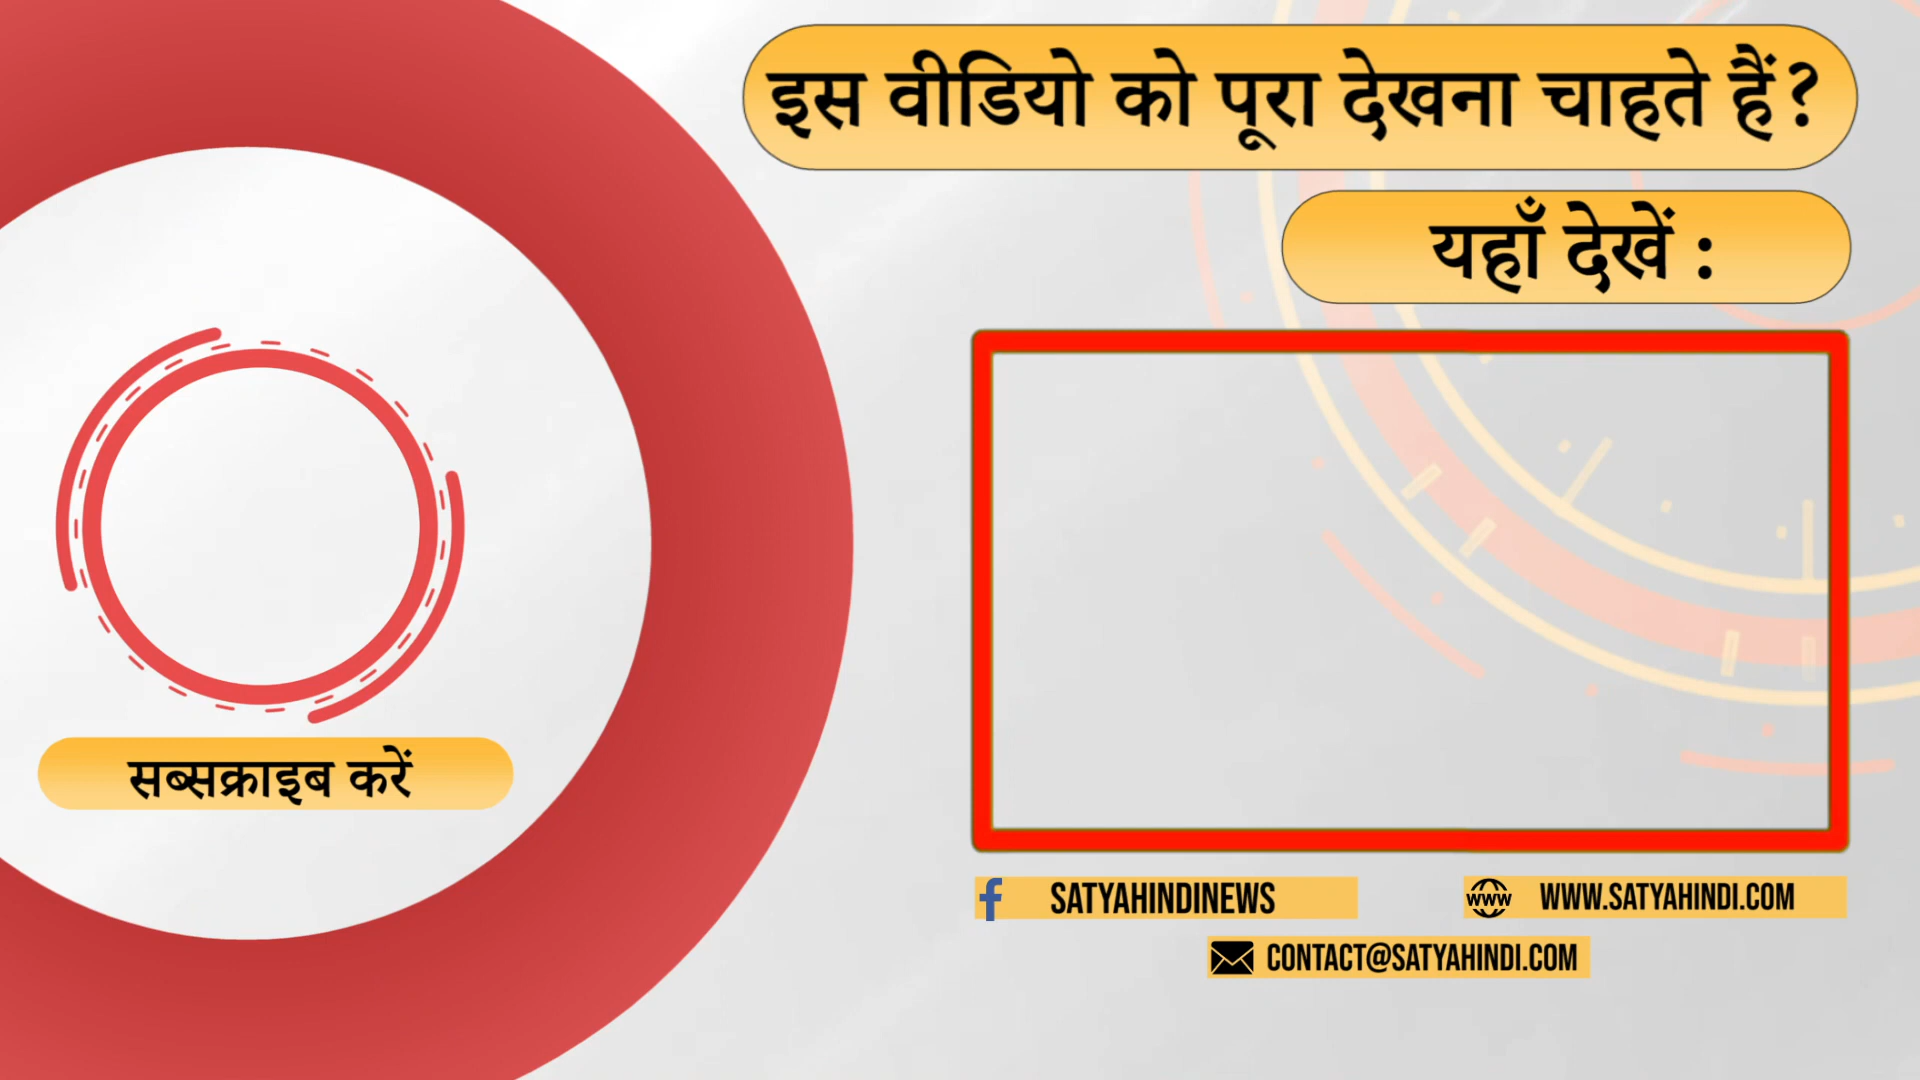 इस वीडियो को पूरा देखना चाहते हैं?
यहाँ देखें :
सब्सक्राइब करें
SATYAHINDINEWS
WWW.SATYAHINDI.COM
CONTACT@SATYAHINDI.COM